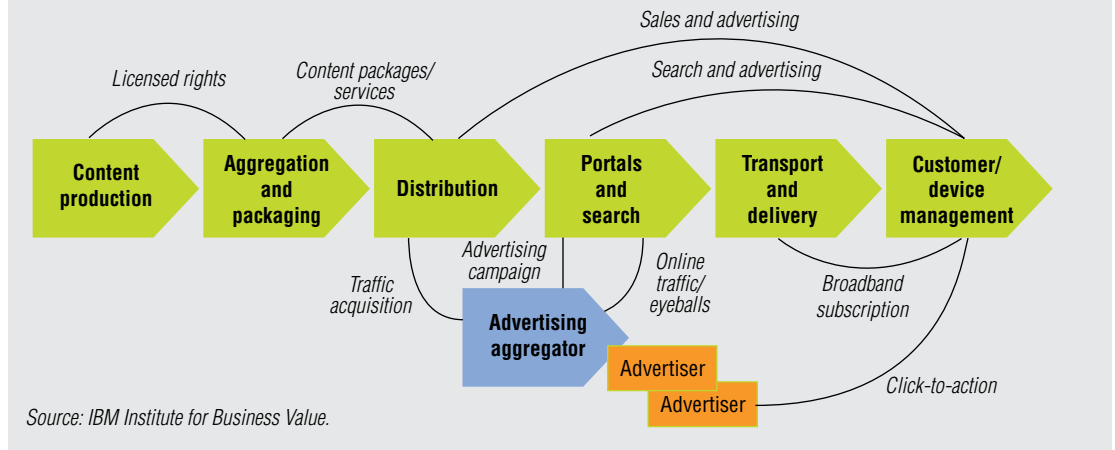 Sales and advertising
Licensed rights
Content packages/
services
Search and advertising
Content
production
Aggregation
and
packaging
Distribution
Portals
and
search
Transport
and
delivery
Customer/
device
management
Traffic
acquisition
Advertising
campaign
Online
traffic/
eyeballs
Broadband
subscription
Advertising
aggregator
Advertiser
Advertiser
Click-to-action
Source: IBM Institute for Business Value.